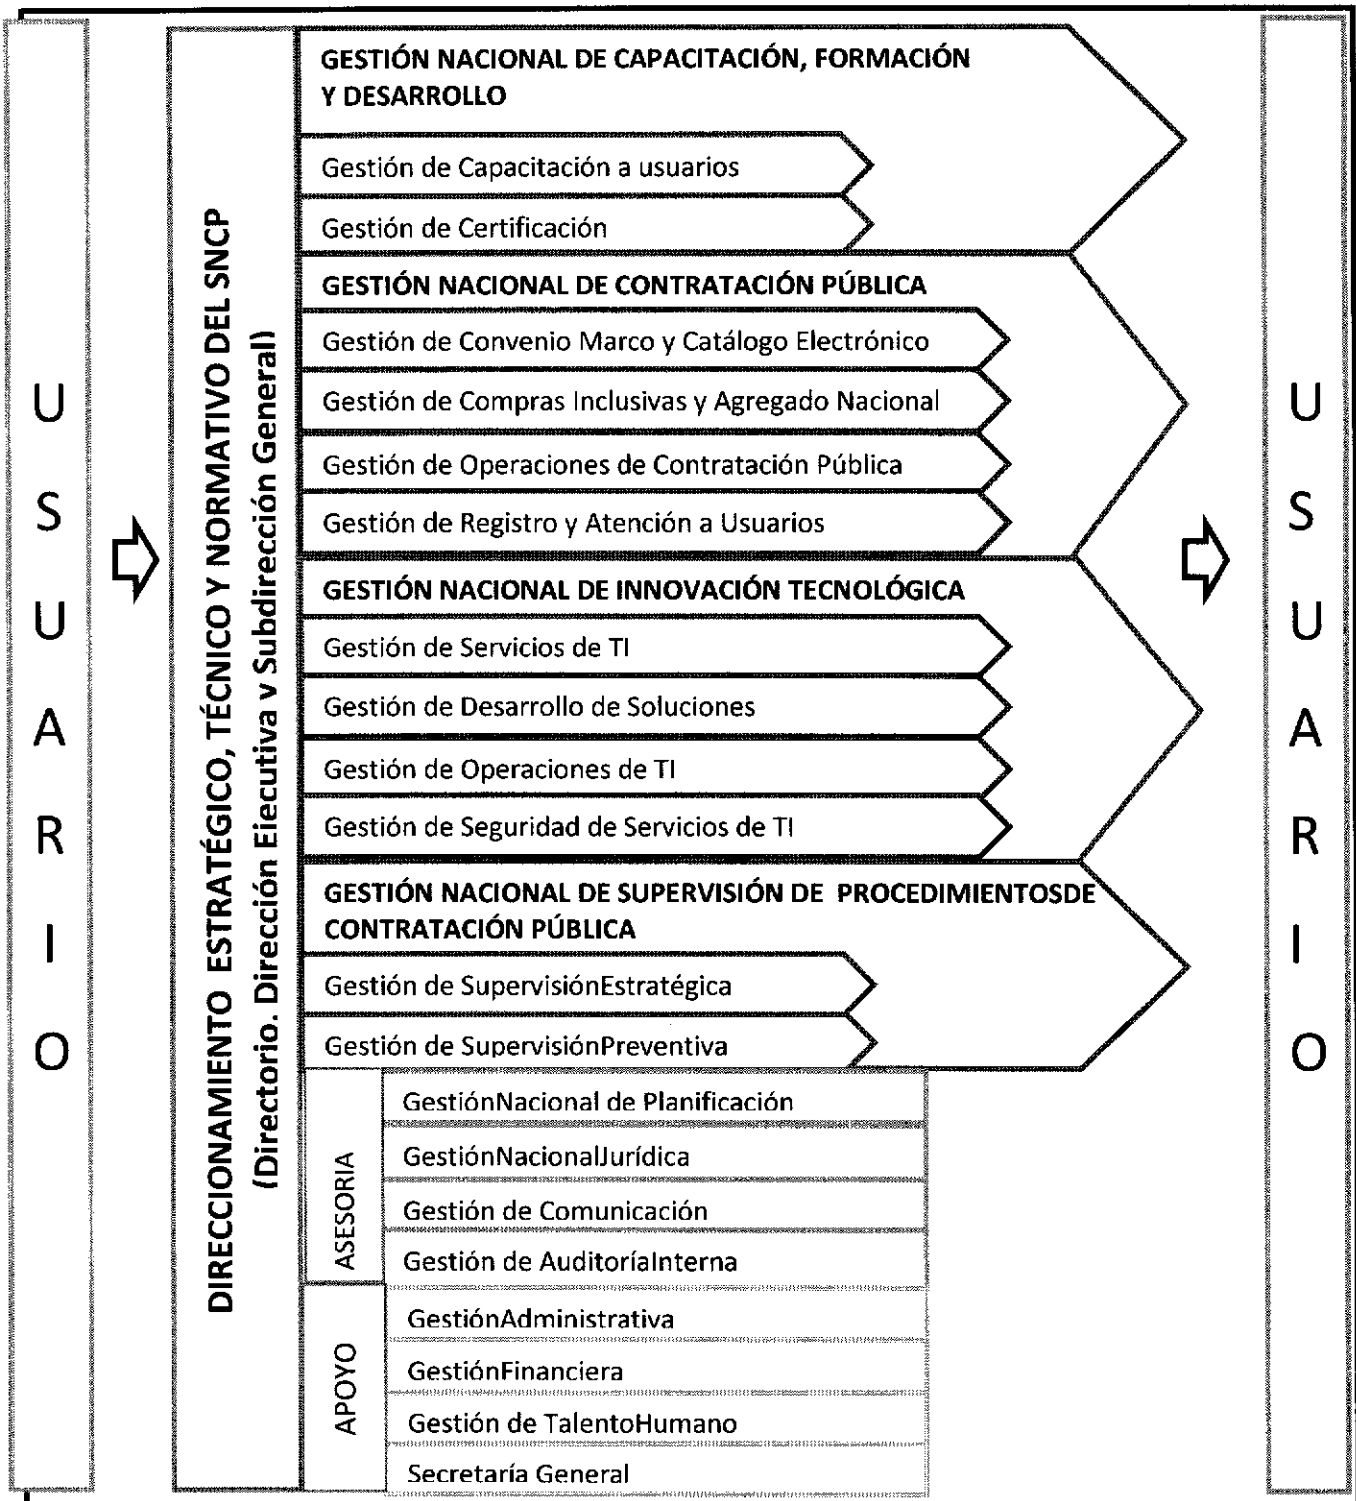 USUARIO
DIRECCIONAMIENTO ESTRATÉGICO, TÉCNICO Y NORMATIVO DEL SNCP
(Directorio. Dirección Eiecutiva v Subdirección General)
GESTIÓN NACIONAL DE CAPACITACIÓN, FORMACIÓN
Y DESARROLLO
Gestión de Capacitación a usuarios
Gestión de Certificación
GESTIÓN NACIONAL DE CONTRATACIÓN PÚBLICA
Gestión de Convenio Marco y Catálogo Electrónico
Gestión de Compras Inclusivas y Agregado Nacional
Gestión de Operaciones de Contratación Pública
Gestión de Registro y Atención a Usuarios
GESTIÓN NACIONAL DE INNOVACIÓN TECNOLÓGICA
Gestión de Servicios de TI
Gestión de Desarrollo de Soluciones
Gestión de Operaciones de TI
Gestión de Seguridad de Servicios de TI
GESTIÓN NACIONAL DE SUPERVISIÓN DE PROCEDIMIENTOSDE
CONTRATACIÓN PÚBLICA
Gestión de SupervisiónEstratégica
Gestión de SupervisiónPreventiva
ASESORIA
GestiónNacional de Planificación
GestiónNacionalJurídica
Gestión de Comunicación
Gestión de AuditoríaInterna
APOYO
GestiónAdministrativa
GestiónFinanciera
Gestión de TalentoHumano
Secretaría General
USUARIO